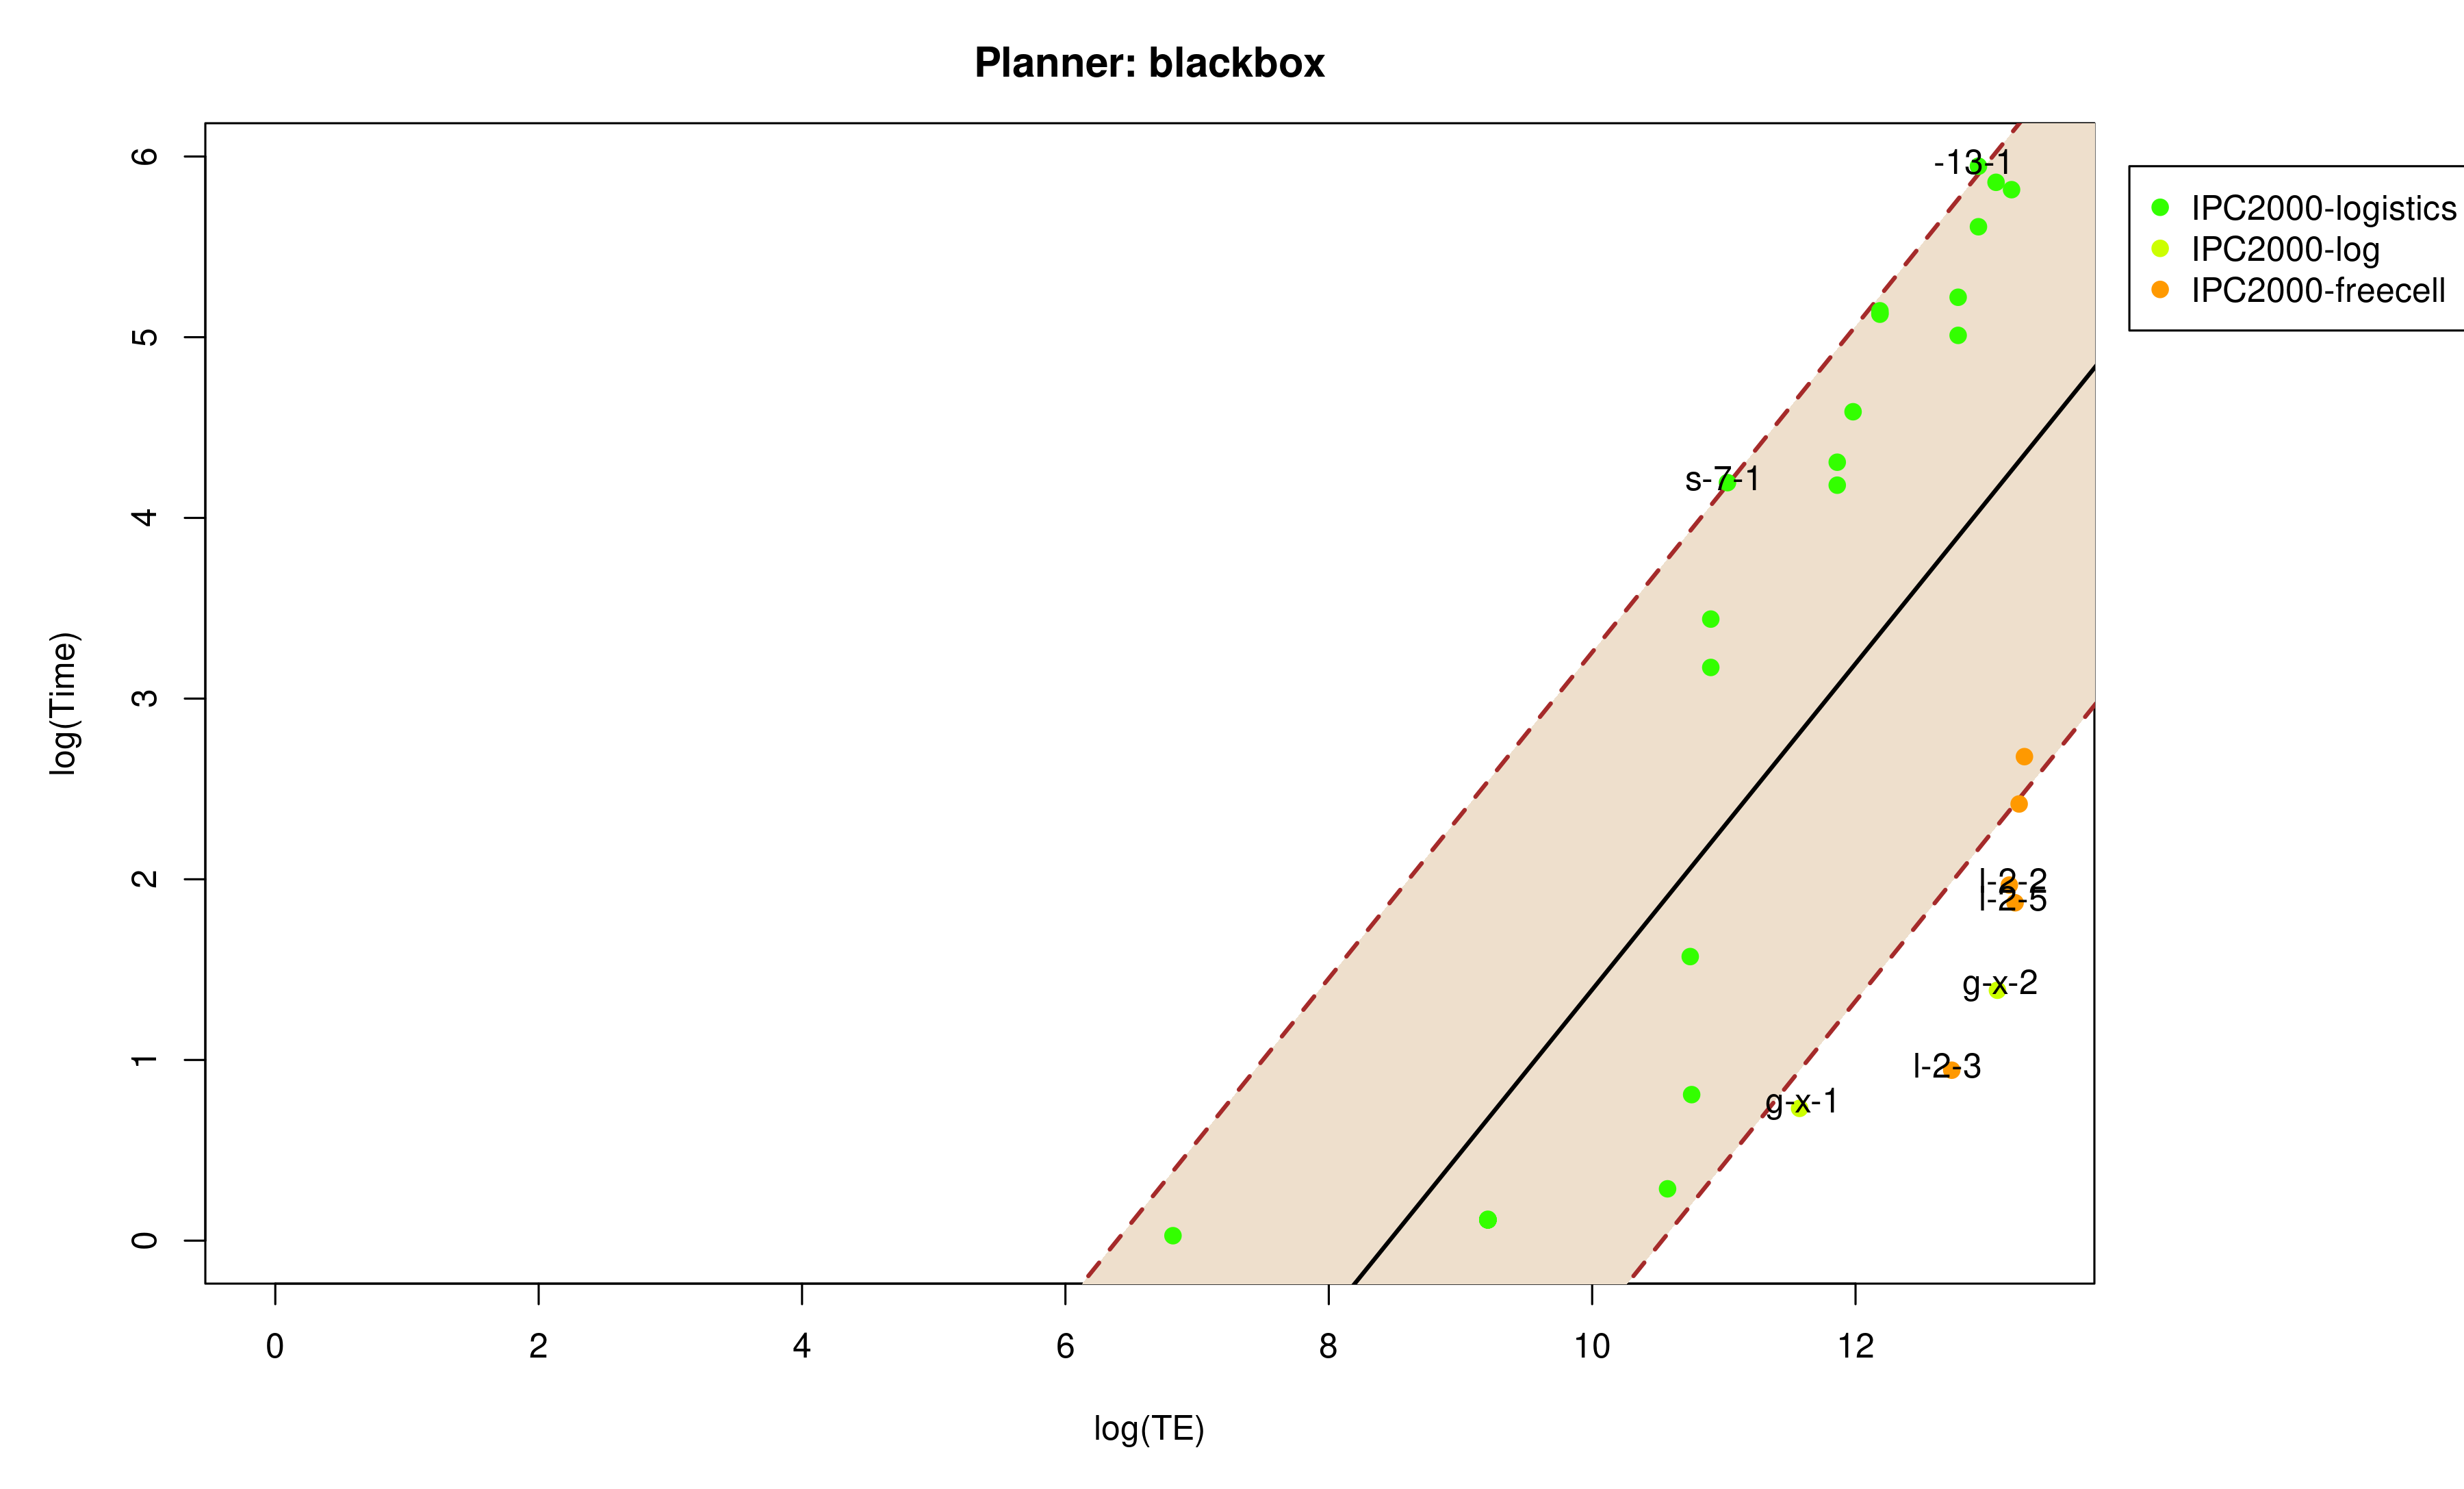 Planner: blackbox
6
5
4
3
2
1
0
log(Time)
-13-1
s-7-1
l-2-2
l-2-5
g-x-2
l-2-3
g-x-1
IPC2000-logistics
IPC2000-log
IPC2000-freecell
0 2 4 6 8 10 12
log(TE)